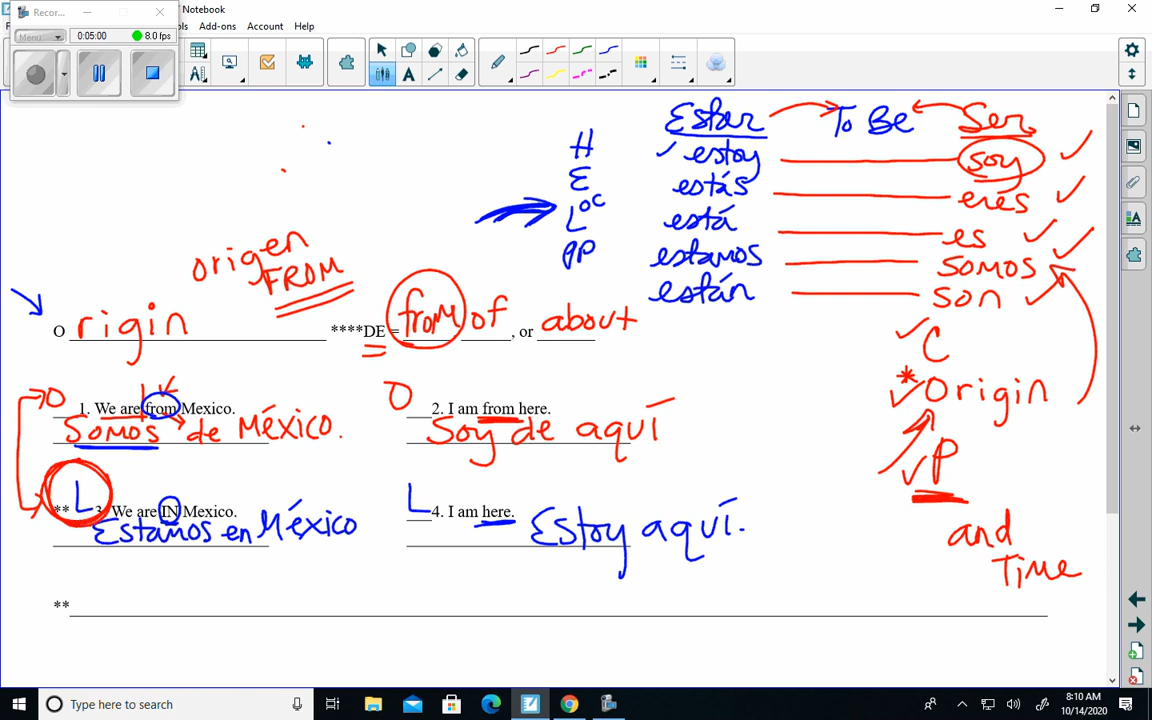 Recor...
Notebook
Menu
0:05:00
8.0 fps
ols Add-ons Account Help
Estar To Be Ser
H
E
LOC
PP
estoy soy
estás eres
está es
estamos somos
están son
origen
FROM
Origin ****DE = from of, or about
C
*Origin
P
and
Time
O 1. We are from Mexico.
Somos de México.
O 2. I am from here.
Soy de aquí
** L 3. We are IN Mexico.
Estamos en México
L 4. I am here.
Estoy aquí.
**
Type here to search
8:10 AM
10/14/2020